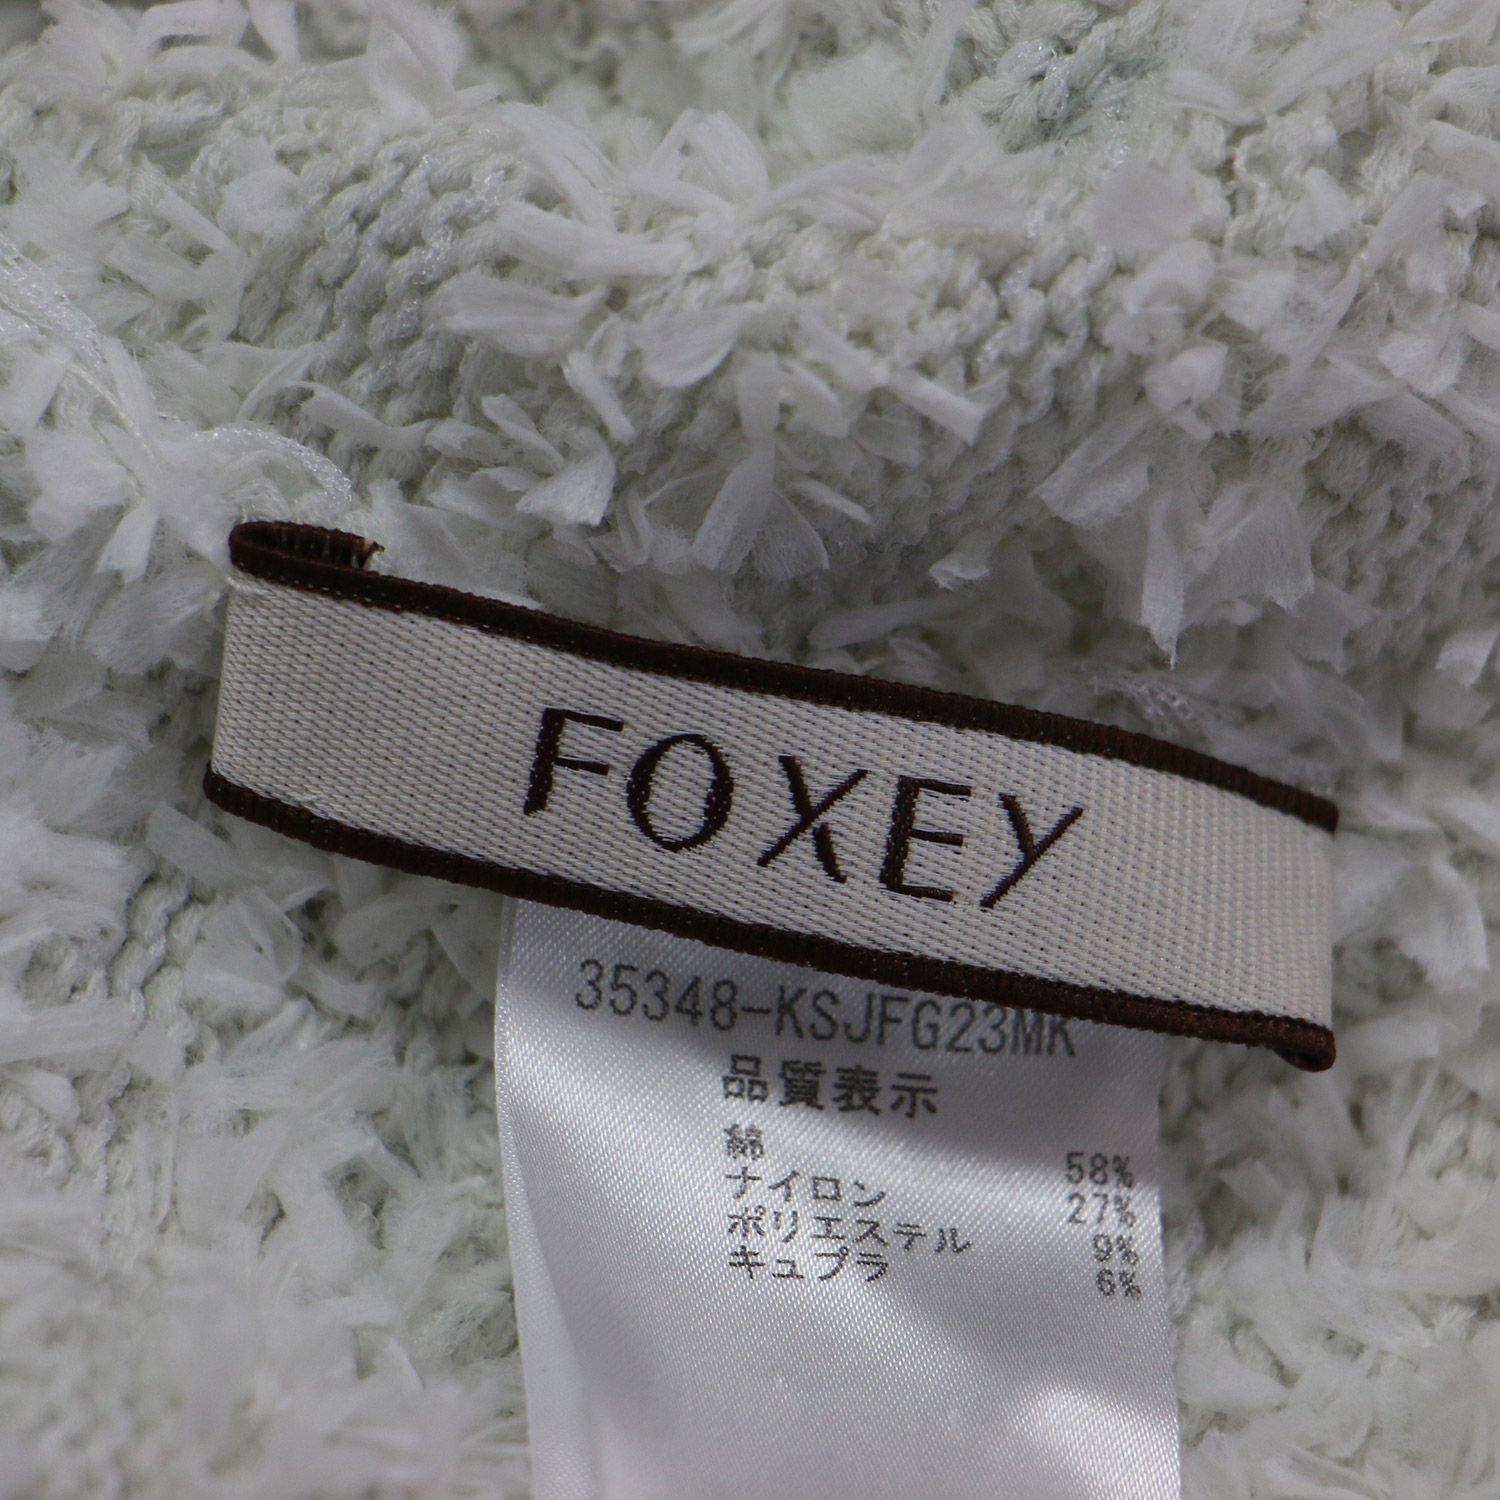 FOXEY
35348-KSJFG23MK
品質表示
綿 58%
ナイロン 27%
ポリエステル 9%
キュプラ 6%